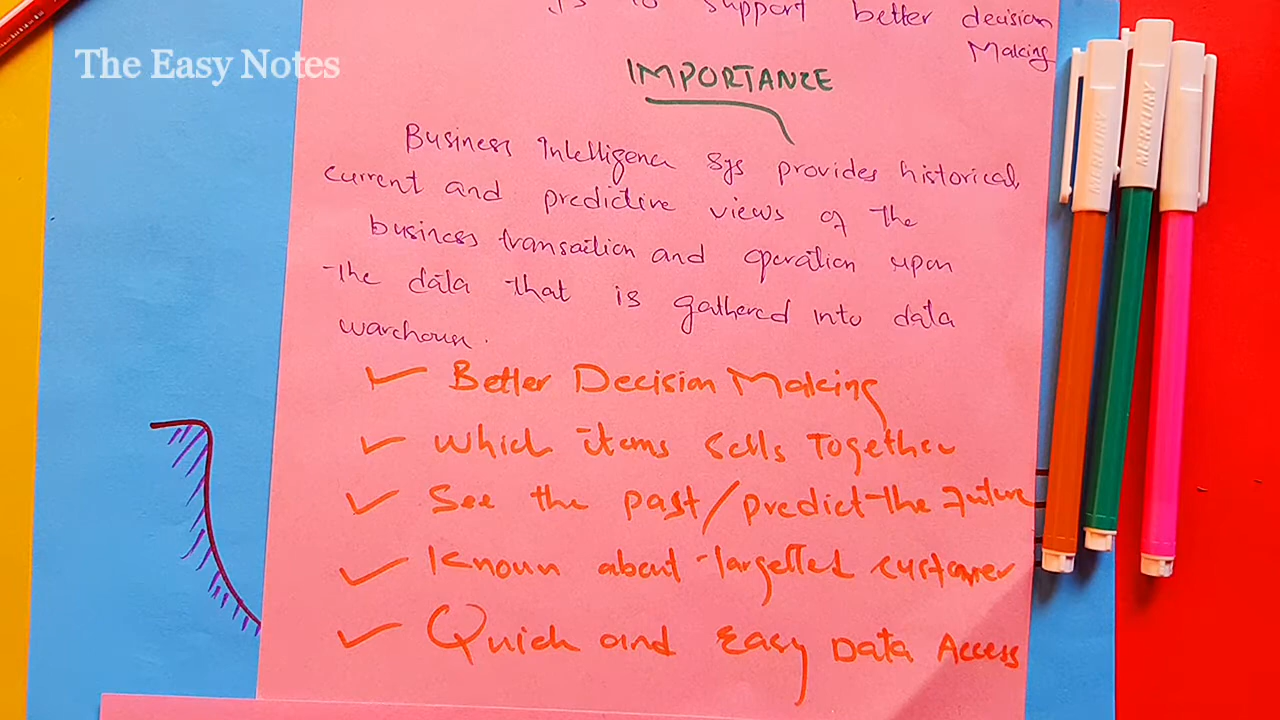 is to support better decision
Making
The Easy Notes
IMPORTANCE
Business Intelligence Sys provides historical,
current and predictive views of the
business transaction and operation upon
the data that is gathered into data
warehouse.
✓ Better Decision Making
✓ which items sells Together
✓ See the past/predict the Future
✓ Known about targetted customer
✓ Quick and Easy Data Access
MERCURY
MERCURY